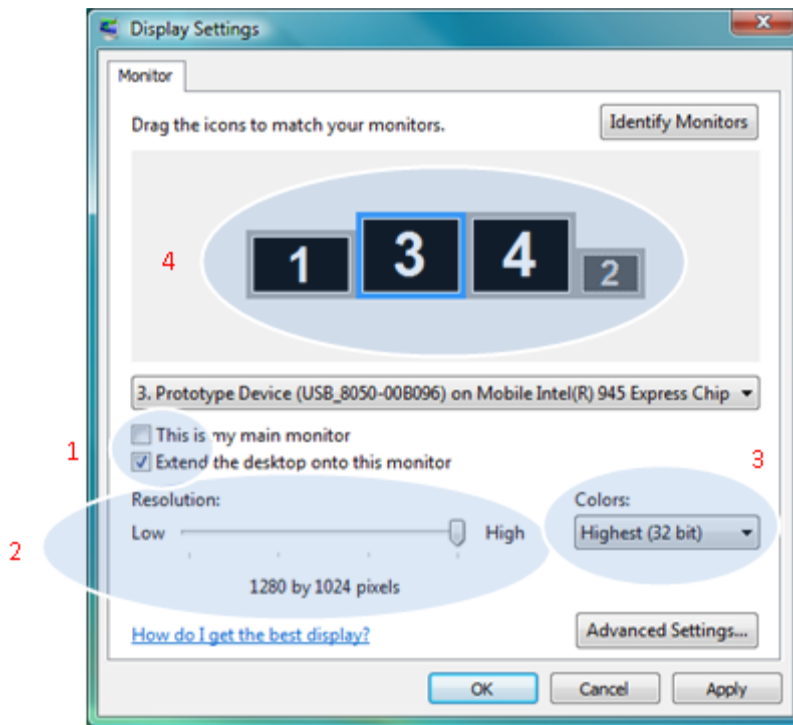 Display Settings
Monitor
Drag the icons to match your monitors.
Identify Monitors
4
1 3 4 2
3. Prototype Device (USB_8050-00B096) on Mobile Intel(R) 945 Express Chip
This is my main monitor
1
Extend the desktop onto this monitor
3
Resolution:
Colors:
Low High
Highest (32 bit)
2
1280 by 1024 pixels
How do I get the best display?
Advanced Settings...
OK Cancel Apply